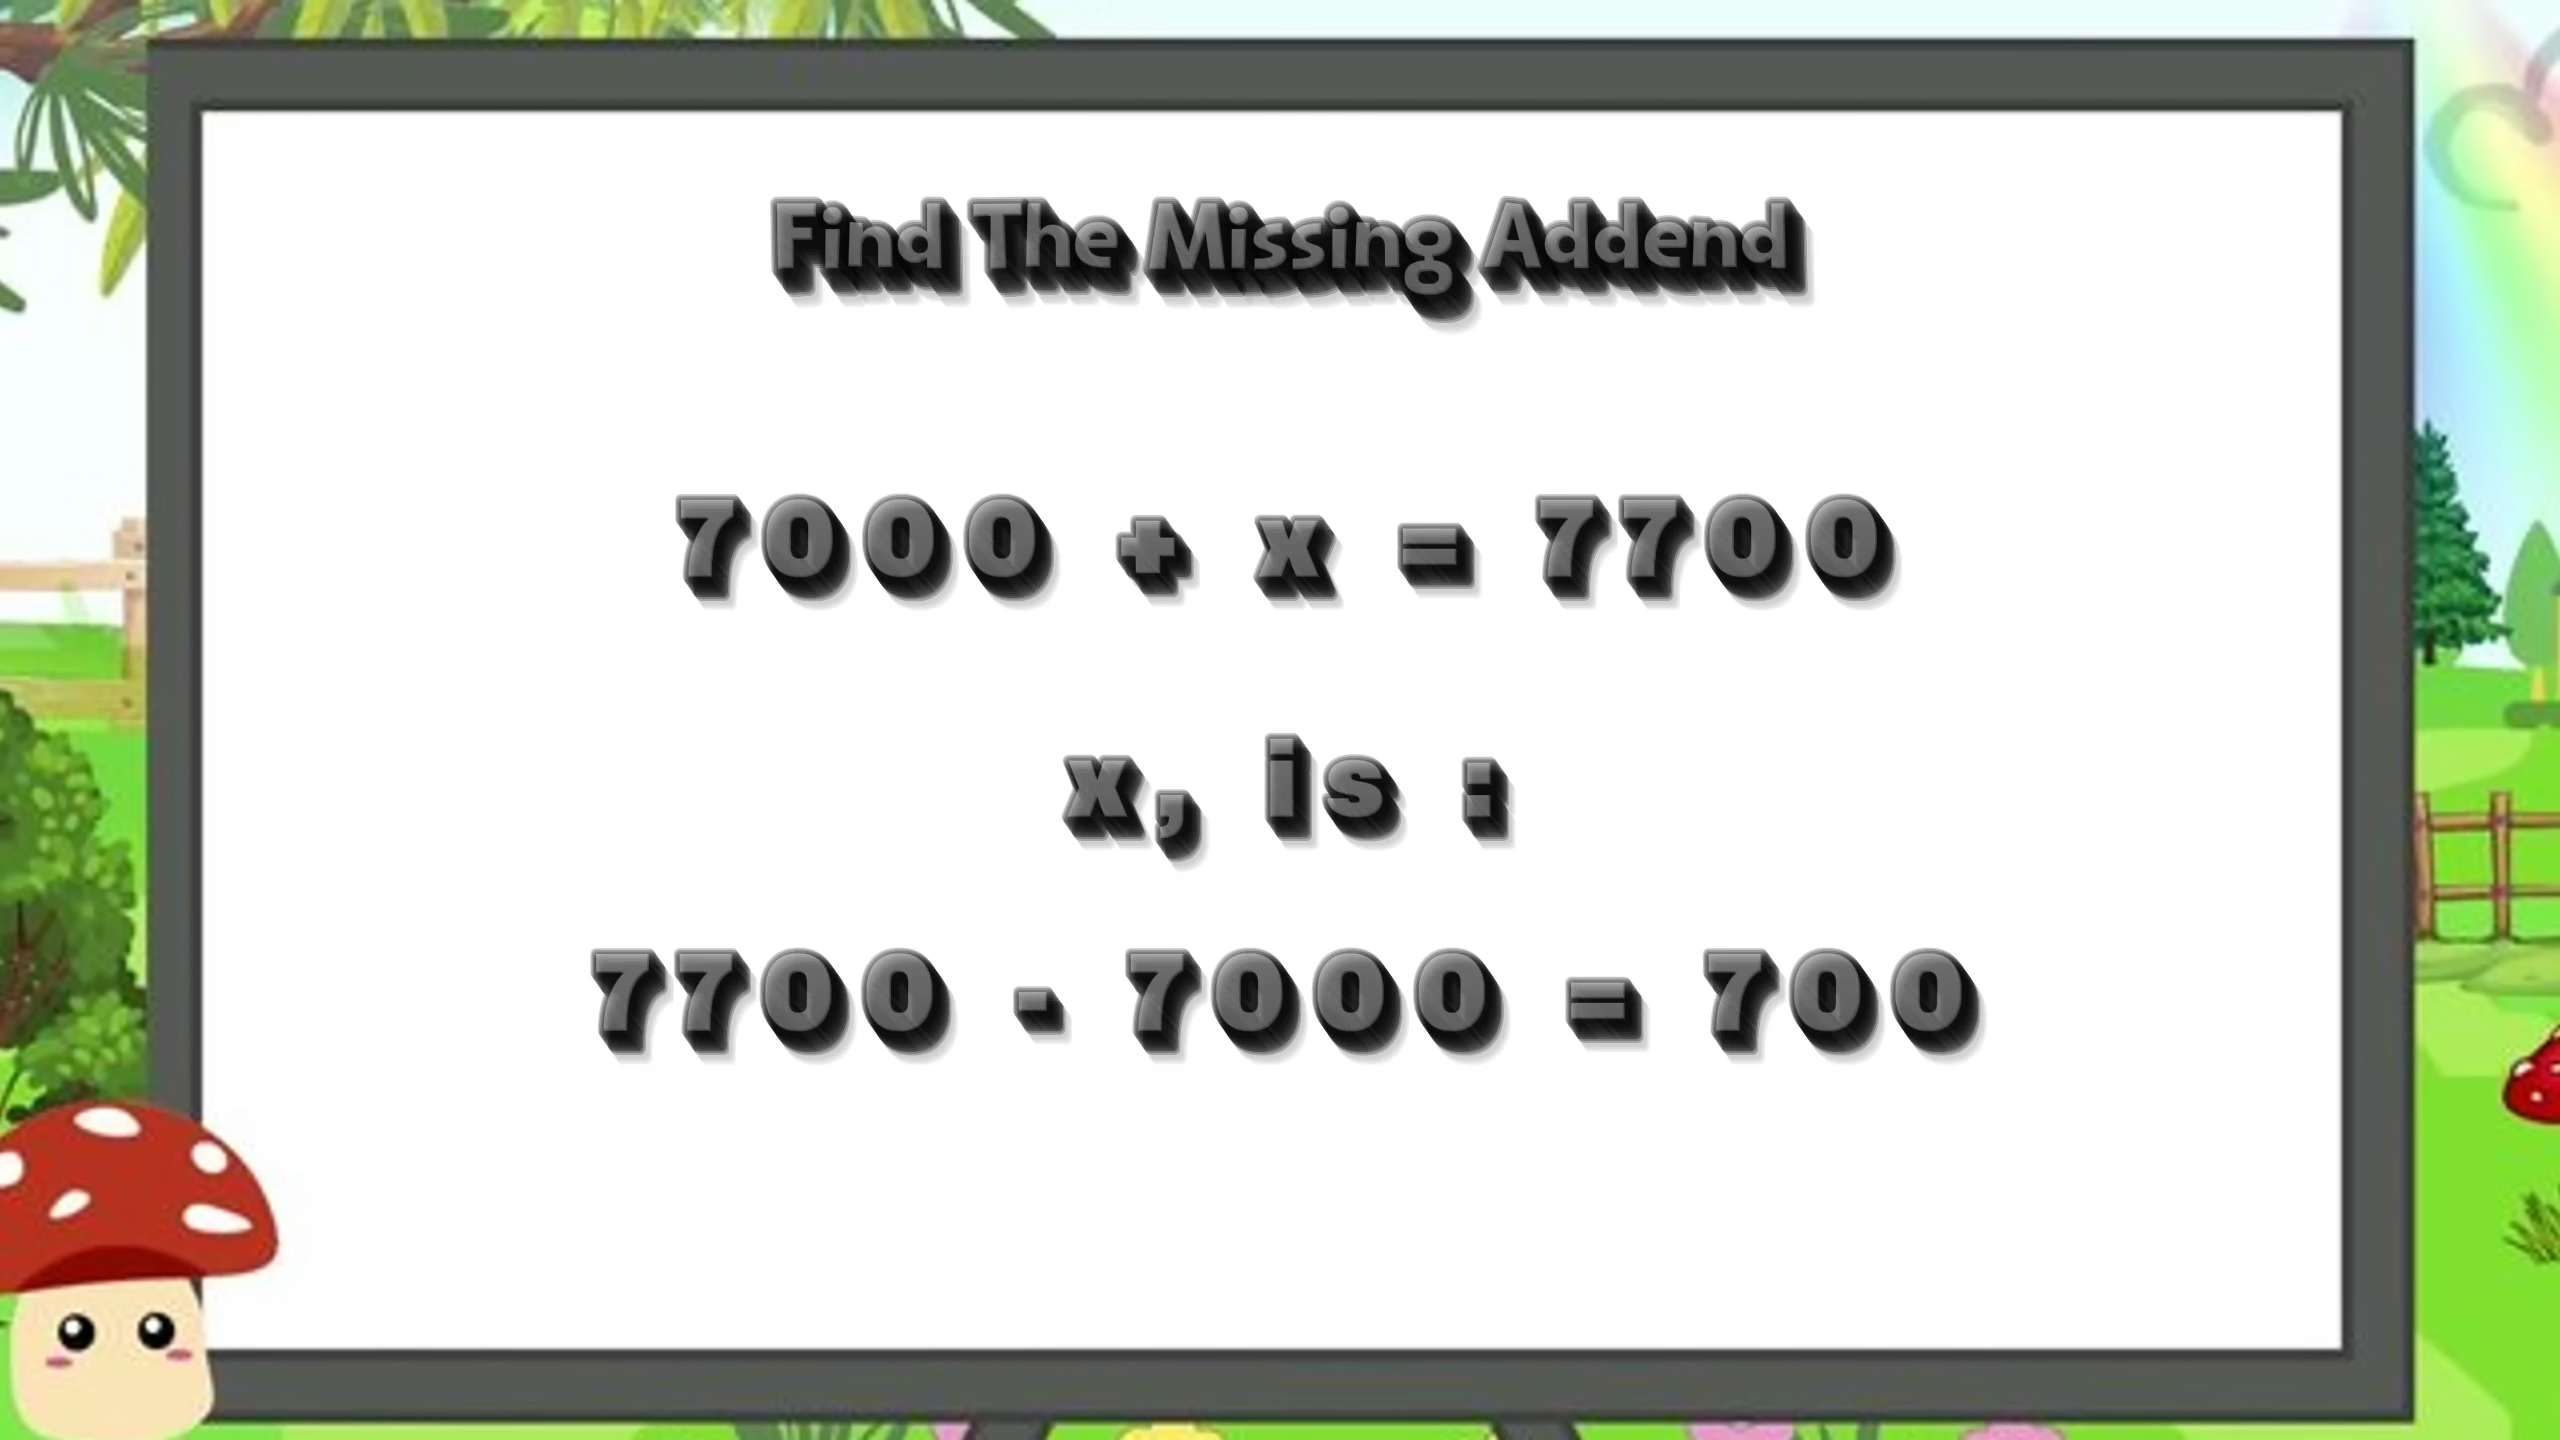 Find The Missing Addend
7000 + x = 7700
x, is :
7700 - 7000 = 700